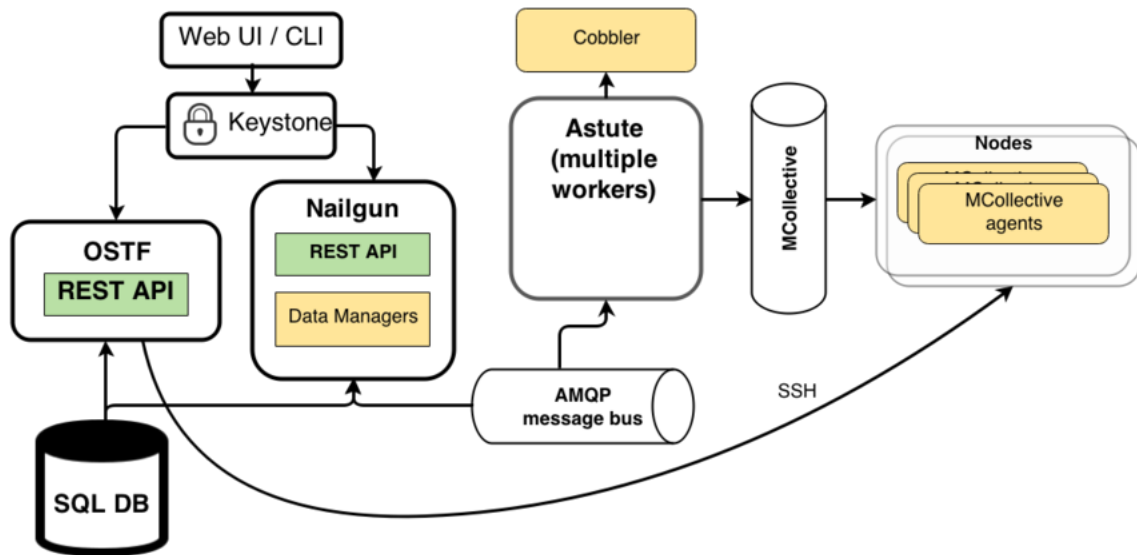 Web UI / CLI
Cobbler
Keystone
Astute
(multiple
workers)
MCollective
Nodes
MCollective
agents
Nailgun
REST API
Data Managers
OSTF
REST API
AMQP
message bus
SSH
SQL DB